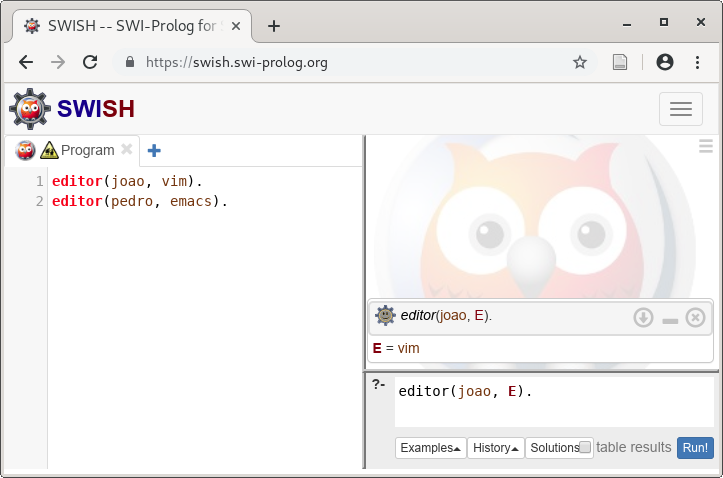 SWISH -- SWI-Prolog for
https://swish.swi-prolog.org
SWISH
Program
1 editor(joao, vim).
2 editor(pedro, emacs).
editor(joao, E).
E = vim
?- editor(joao, E).
Examples History Solutions table results Run!